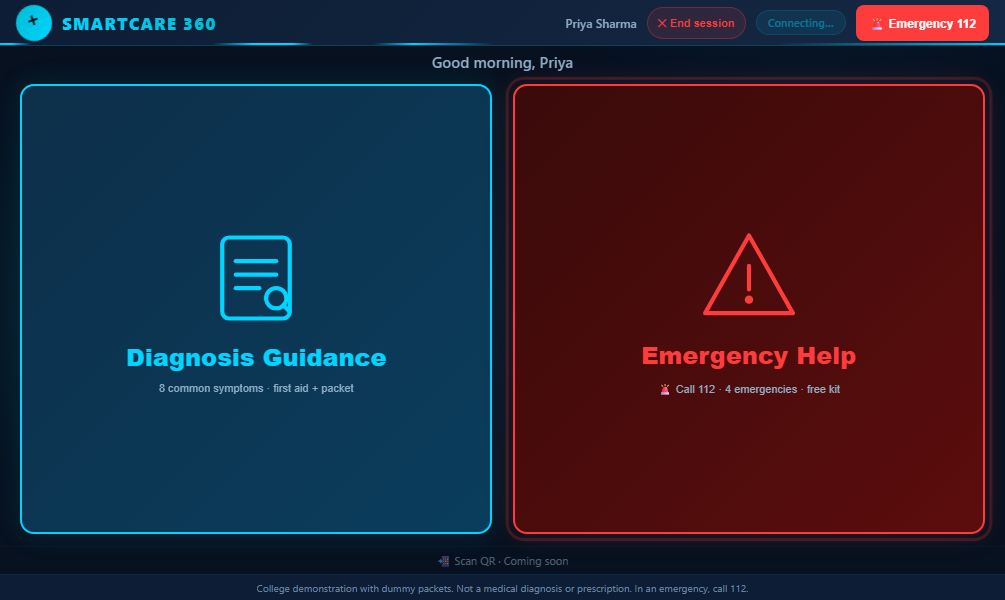 SMARTCARE 360
Priya Sharma
End session
Connecting...
Emergency 112
Good morning, Priya
Diagnosis Guidance
8 common symptoms · first aid + packet
Emergency Help
Call 112 · 4 emergencies · free kit
Scan QR · Coming soon
College demonstration with dummy packets. Not a medical diagnosis or prescription. In an emergency, call 112.